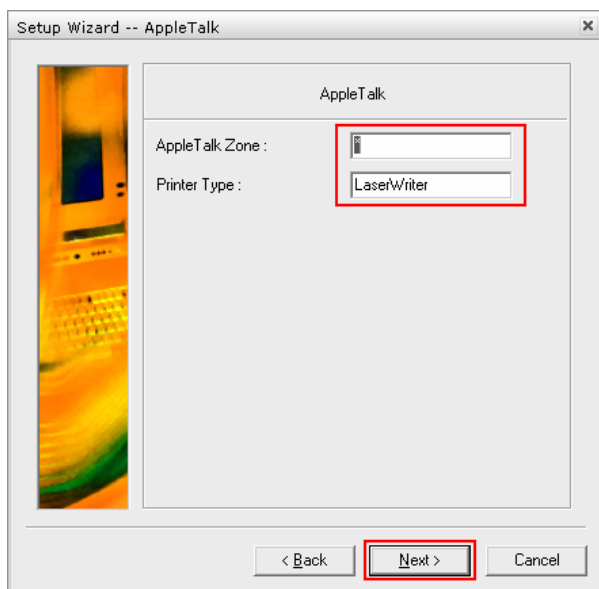 Setup Wizard -- AppleTalk
AppleTalk
AppleTalk Zone : *
Printer Type : LaserWriter
< Back Next > Cancel